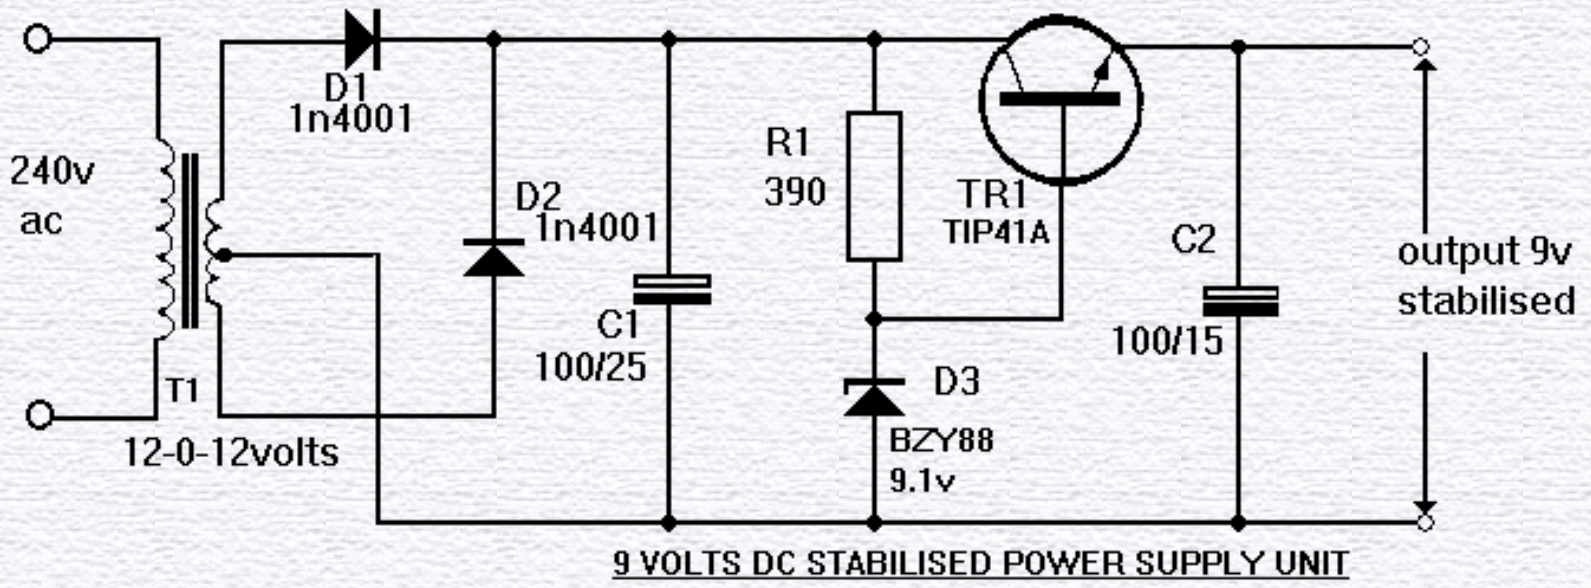 D1
1n4001
240v
ac
D2
1n4001
R1
390
TR1
TIP41A
C2
100/15
output 9v
stabilised
C1
100/25
T1
12-0-12volts
D3
BZY88
9.1v
9 VOLTS DC STABILISED POWER SUPPLY UNIT